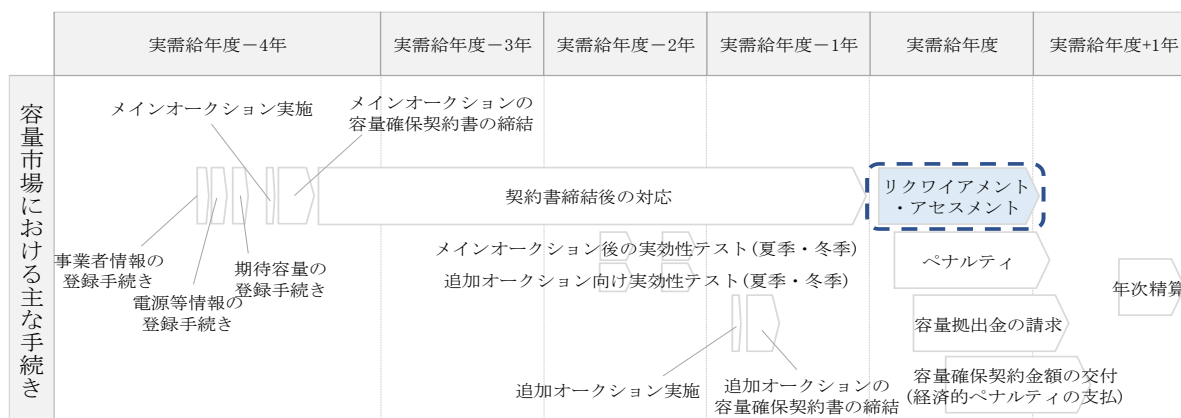 実需給年度－4年
実需給年度－3年
実需給年度－2年
実需給年度－1年
実需給年度
実需給年度+1年
容量市場における主な手続き
メインオークション実施
メインオークションの
容量確保契約書の締結
契約書締結後の対応
リクワイアメント
・アセスメント
事業者情報の
登録手続き
電源等情報の
登録手続き
期待容量の
登録手続き
メインオークション後の実効性テスト(夏季・冬季)
追加オークション向け実効性テスト(夏季・冬季)
ペナルティ
年次精算
容量拠出金の請求
追加オークション実施
追加オークションの
容量確保契約書の締結
容量確保契約金額の交付
(経済的ペナルティの支払)